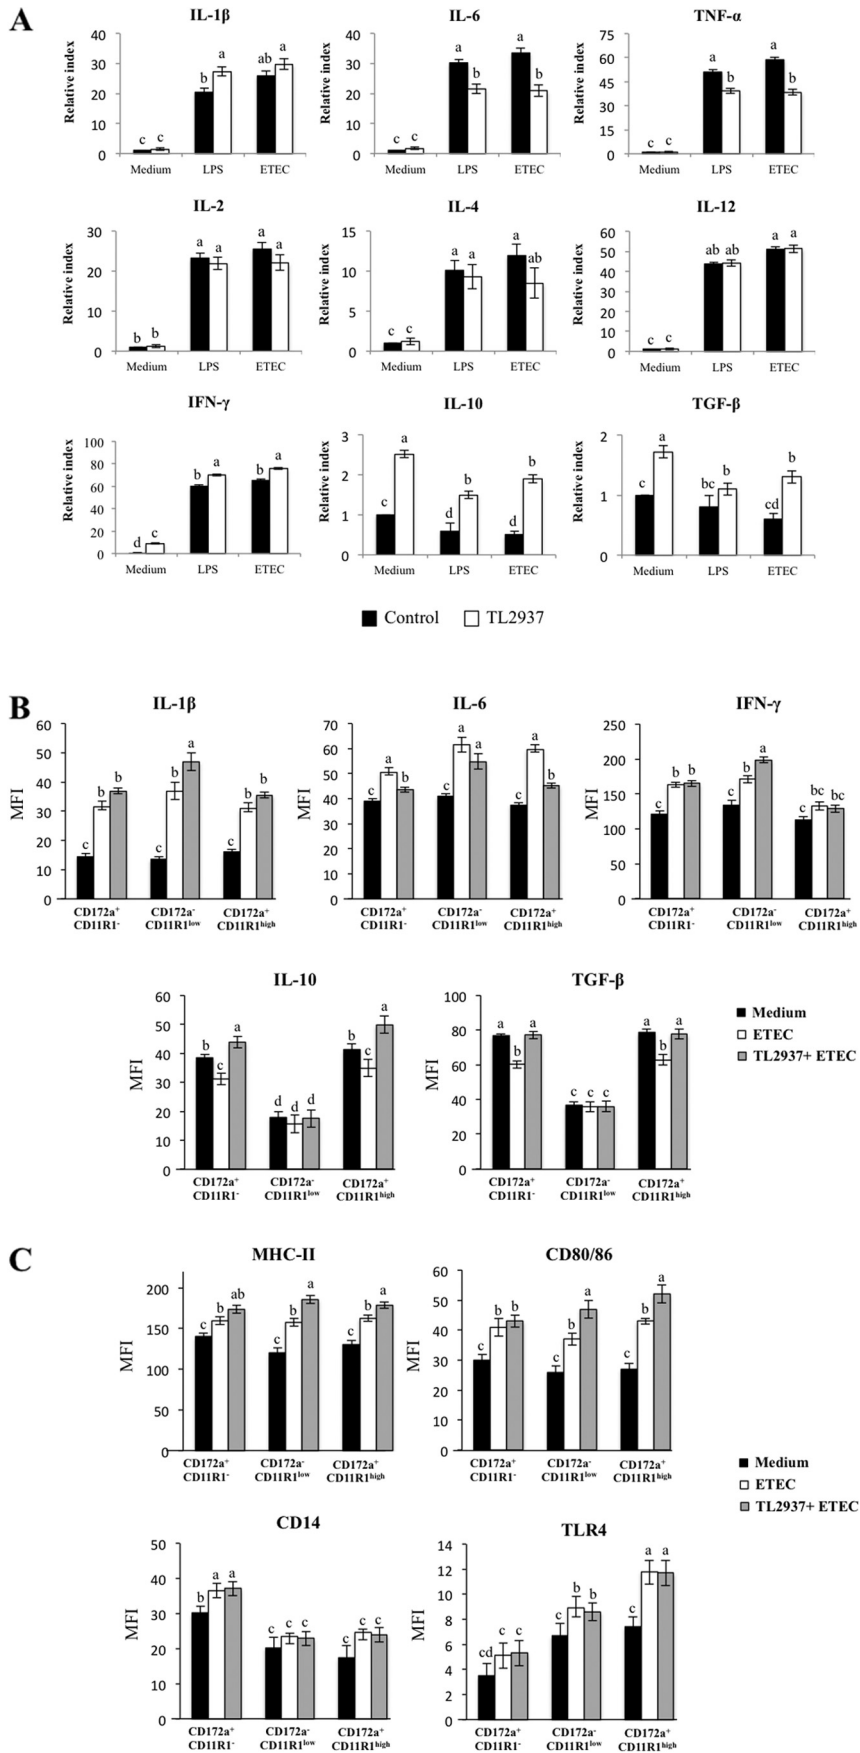 A
IL-1β IL-6 TNF-α
Relative index
40
30
20
10
0
c c b a ab a
Medium LPS ETEC
Relative index
40
30
20
10
0
c c a b a b
Medium LPS ETEC
Relative index
75
60
45
30
15
0
c c a b a b
Medium LPS ETEC
IL-2 IL-4 IL-12
Relative index
30
20
10
0
b b a a a a
Medium LPS ETEC
Relative index
15
10
5
0
c c a a a ab
Medium LPS ETEC
Relative index
60
50
40
30
20
10
0
c c ab ab a a
Medium LPS ETEC
IFN-γ IL-10 TGF-β
Relative index
100
80
60
40
20
0
d c b a b a
Medium LPS ETEC
Relative index
3
2
1
0
c a d b d b
Medium LPS ETEC
Relative index
2
1
0
c a bc b cd b
Medium LPS ETEC
Control TL2937
B
IL-1β IL-6 IFN-γ
MFI
60
50
40
30
20
10
0
c b b c b a c b b
CD172a+ CD172a- CD172a+
CD11R1- CD11R1low CD11R1high
MFI
70
60
50
40
30
20
10
0
c a b c a a c a b
CD172a+ CD172a- CD172a+
CD11R1- CD11R1low CD11R1high
MFI
250
200
150
100
50
0
c b b c b a c bc bc
CD172a+ CD172a- CD172a+
CD11R1- CD11R1low CD11R1high
IL-10 TGF-β
MFI
60
50
40
30
20
10
0
b c a d d d b c a
CD172a+ CD172a- CD172a+
CD11R1- CD11R1low CD11R1high
MFI
100
80
60
40
20
0
a b a c c c a b a
CD172a+ CD172a- CD172a+
CD11R1- CD11R1low CD11R1high
Medium
ETEC
TL2937+ ETEC
C
MHC-II CD80/86
MFI
200
150
100
50
0
c b ab c b a c b a
CD172a+ CD172a- CD172a+
CD11R1- CD11R1low CD11R1high
MFI
60
50
40
30
20
10
0
c b b c b a c b a
CD172a+ CD172a- CD172a+
CD11R1- CD11R1low CD11R1high
Medium
ETEC
TL2937+ ETEC
CD14 TLR4
MFI
50
40
30
20
10
0
b a a c c c c c c
CD172a+ CD172a- CD172a+
CD11R1- CD11R1low CD11R1high
MFI
14
12
10
8
6
4
2
0
cd c c c b b c a a
CD172a+ CD172a- CD172a+
CD11R1- CD11R1low CD11R1high